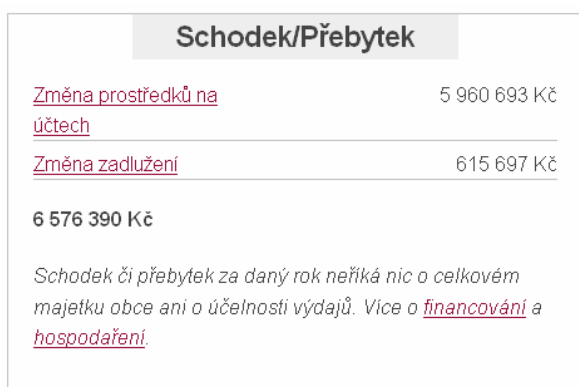 Schodek/Přebytek
Změna prostředků na 5 960 693 Kč
účtech
Změna zadlužení 615 697 Kč
6 576 390 Kč
Schodek či přebytek za daný rok neříká nic o celkovém
majetku obce ani o účelnosti výdajů. Více o financování a
hospodaření.